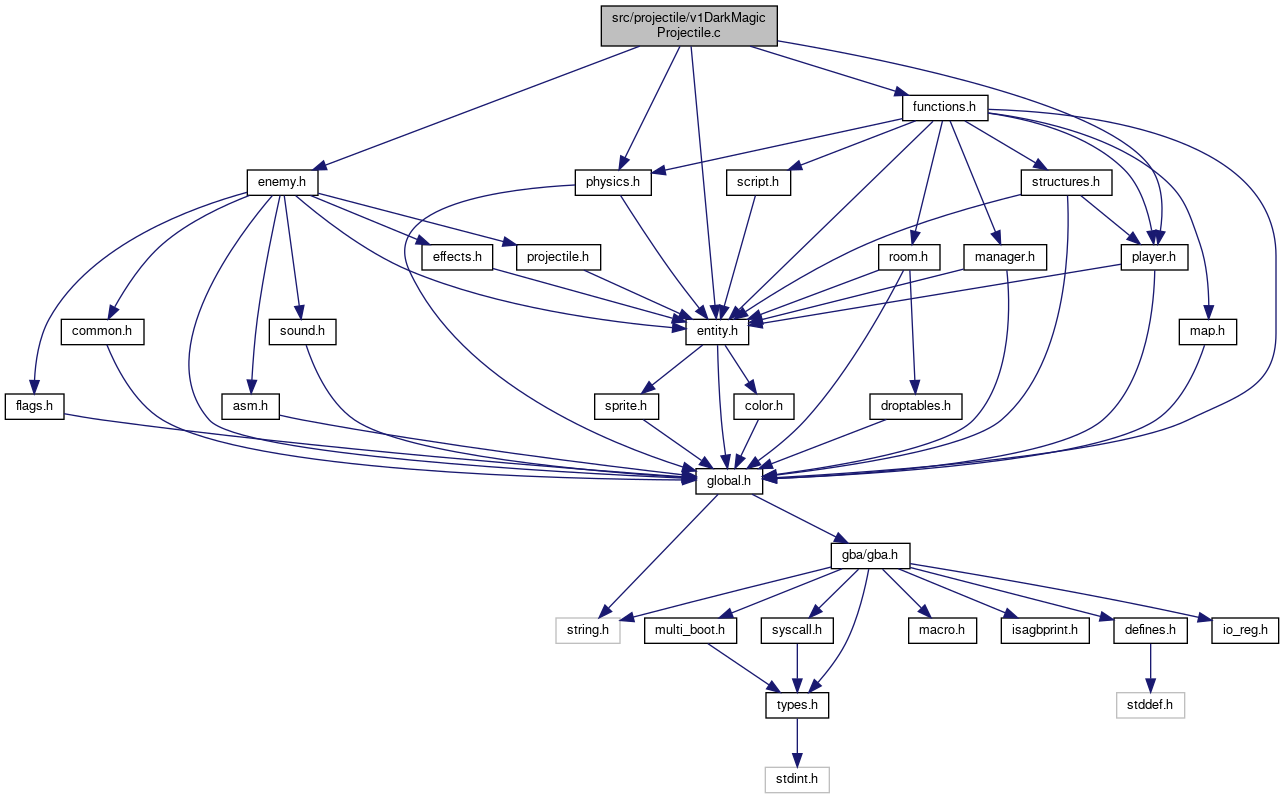 src/projectile/v1DarkMagic
Projectile.c
functions.h
enemy.h
physics.h
script.h
structures.h
effects.h
projectile.h
room.h
manager.h
player.h
common.h
sound.h
entity.h
map.h
flags.h
asm.h
sprite.h
color.h
droptables.h
global.h
gba/gba.h
string.h
multi_boot.h
syscall.h
macro.h
isagbprint.h
defines.h
io_reg.h
types.h
stddef.h
stdint.h